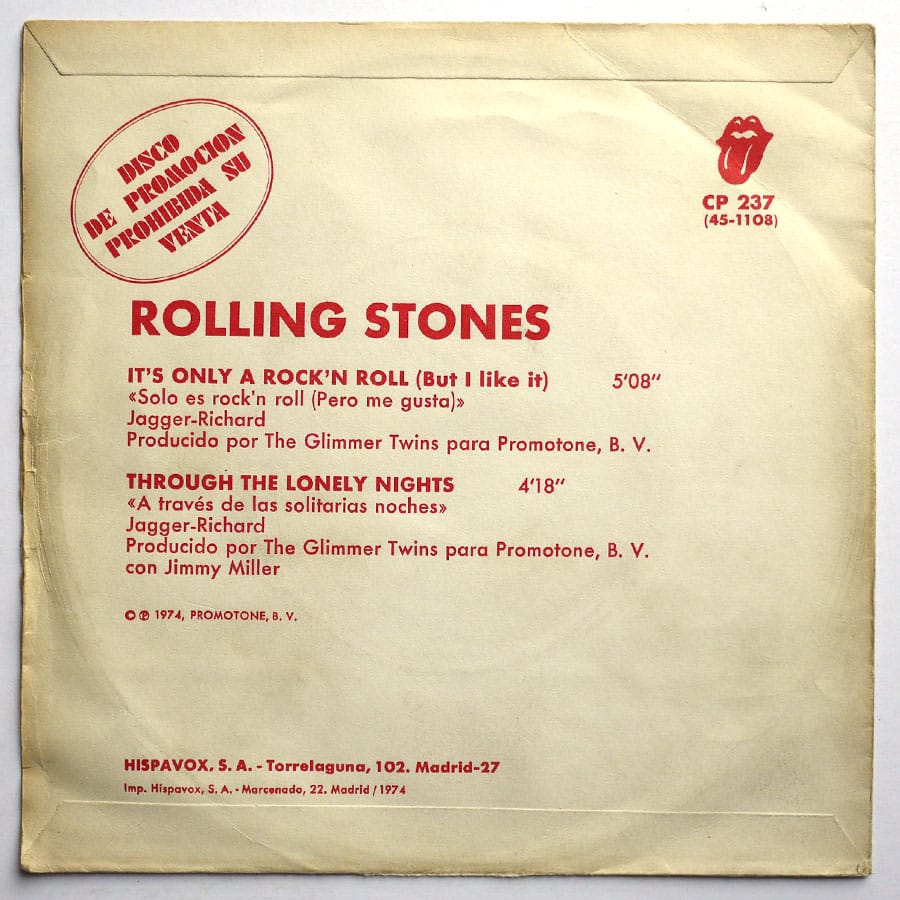 DISCO
DE PROMOCION
PROHIBIDA SU
VENTA
CP 237
(45-1108)
ROLLING STONES
IT'S ONLY A ROCK'N ROLL (But I like it) 5'08"
«Solo es rock'n roll (Pero me gusta)»
Jagger-Richard
Producido por The Glimmer Twins para Promotone, B. V.
THROUGH THE LONELY NIGHTS 4'18"
«A través de las solitarias noches»
Jagger-Richard
Producido por The Glimmer Twins para Promotone, B. V.
con Jimmy Miller
© ℗ 1974, PROMOTONE, B. V.
HISPAVOX, S. A. - Torrelaguna, 102. Madrid-27
Imp. Hispavox, S. A. - Marcenado, 22. Madrid / 1974